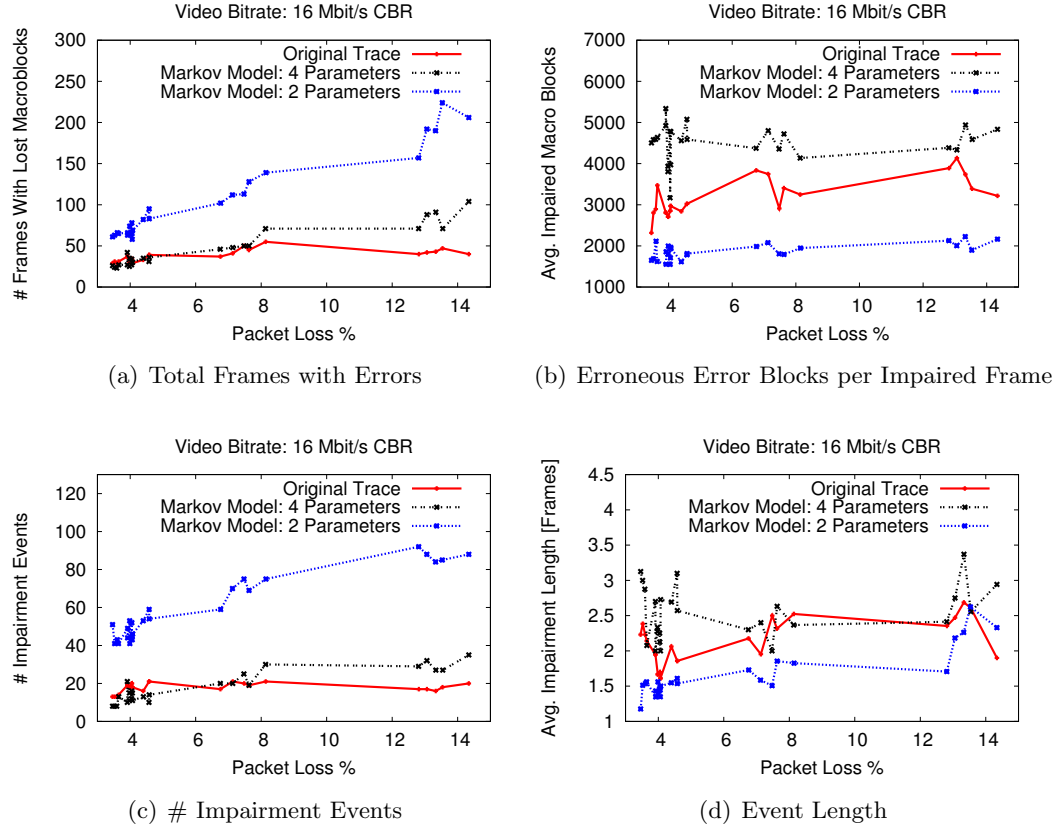 Video Bitrate: 16 Mbit/s CBR
# Frames With Lost Macroblocks
300
250
200
150
100
50
0
Original Trace
Markov Model: 4 Parameters
Markov Model: 2 Parameters
4 6 8 10 12 14
Packet Loss %
(a) Total Frames with Errors
Video Bitrate: 16 Mbit/s CBR
Avg. Impaired Macro Blocks
7000
6000
5000
4000
3000
2000
1000
Original Trace
Markov Model: 4 Parameters
Markov Model: 2 Parameters
4 6 8 10 12 14
Packet Loss %
(b) Erroneous Error Blocks per Impaired Frame
Video Bitrate: 16 Mbit/s CBR
# Impairment Events
120
100
80
60
40
20
0
Original Trace
Markov Model: 4 Parameters
Markov Model: 2 Parameters
4 6 8 10 12 14
Packet Loss %
(c) # Impairment Events
Video Bitrate: 16 Mbit/s CBR
Avg. Impairment Length [Frames]
4.5
4
3.5
3
2.5
2
1.5
1
Original Trace
Markov Model: 4 Parameters
Markov Model: 2 Parameters
4 6 8 10 12 14
Packet Loss %
(d) Event Length